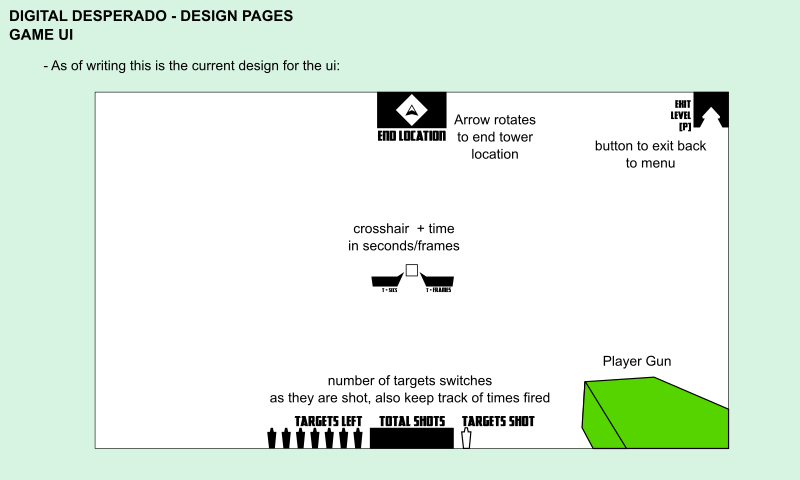 DIGITAL DESPERADO - DESIGN PAGES
GAME UI
- As of writing this is the current design for the ui:
END LOCATION
Arrow rotates
to end tower
location
EXIT
LEVEL
[P]
button to exit back
to menu
crosshair + time
in seconds/frames
T - SECS
T - FRAMES
Player Gun
number of targets switches
as they are shot, also keep track of times fired
TARGETS LEFT
TOTAL SHOTS
TARGETS SHOT